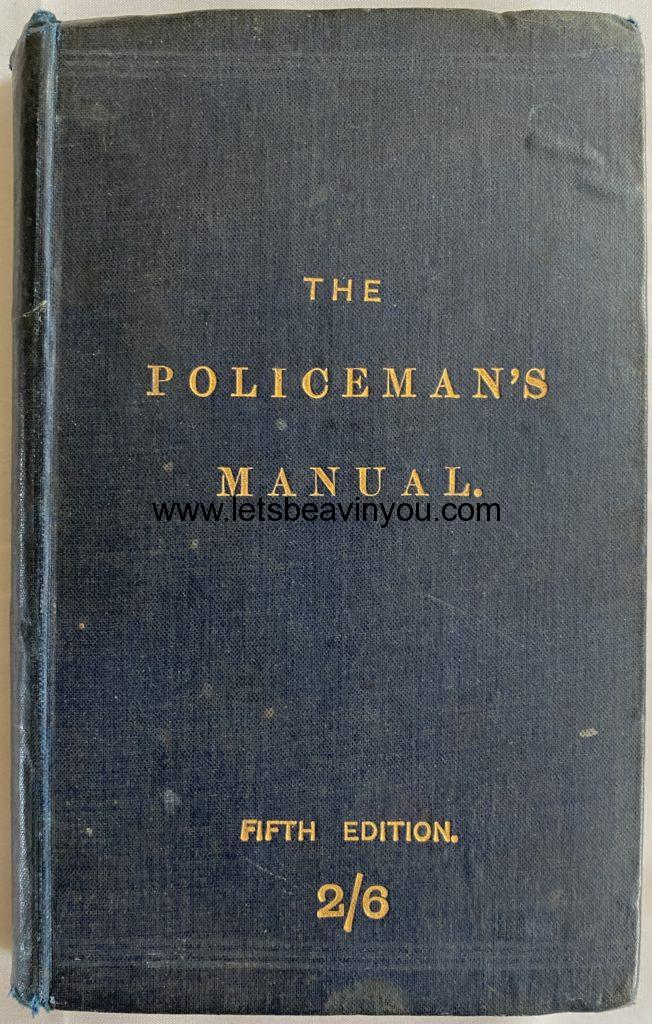 THE
POLICEMAN'S
MANUAL.
www.letsbeavinyou.com
FIFTH EDITION.
2/6